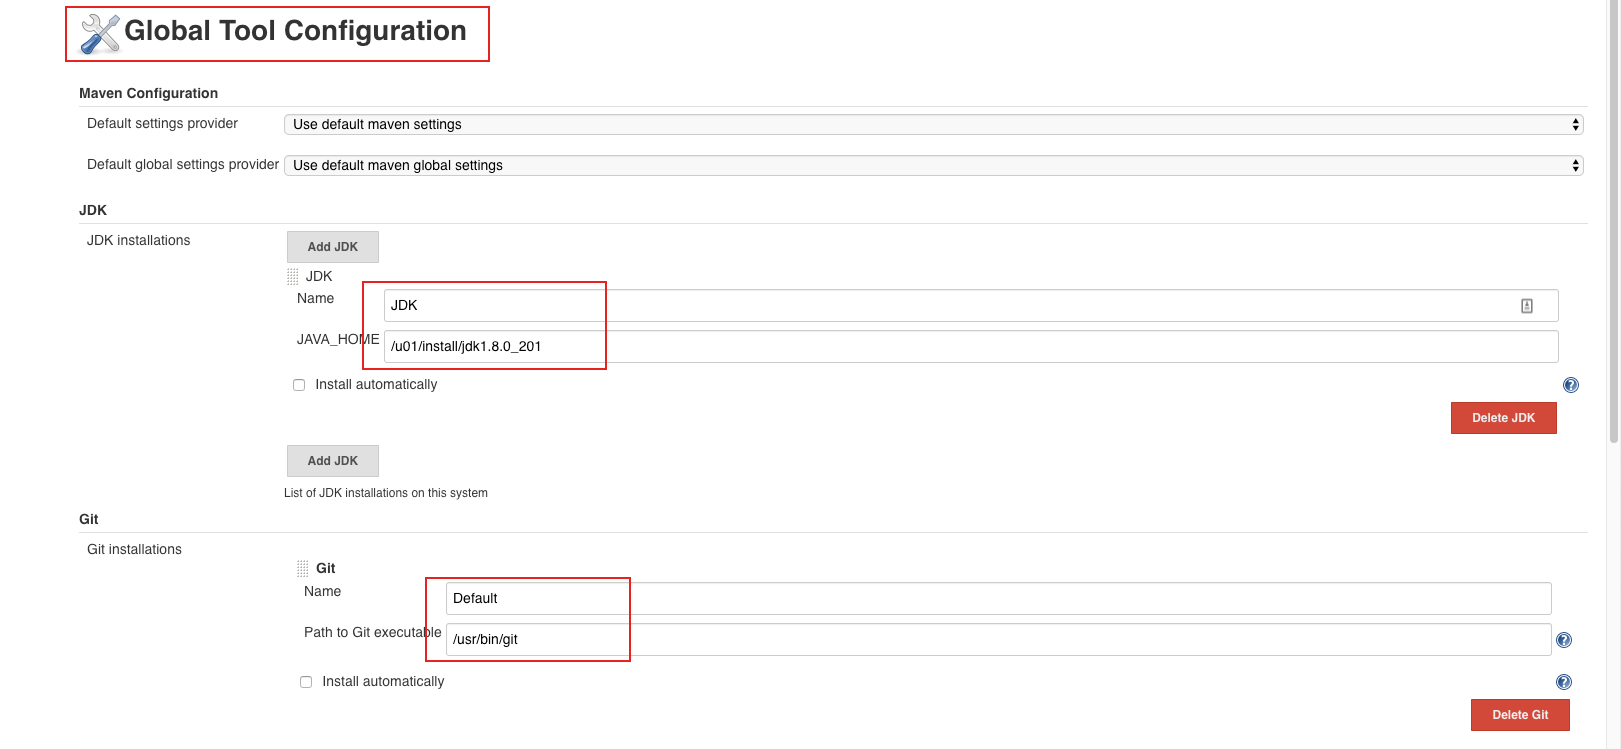 Global Tool Configuration
Maven Configuration
Default settings provider Use default maven settings
Default global settings provider Use default maven global settings
JDK
JDK installations Add JDK
JDK
Name JDK
JAVA_HOME /u01/install/jdk1.8.0_201
Install automatically
Delete JDK
Add JDK
List of JDK installations on this system
Git
Git installations
Git
Name Default
Path to Git executable /usr/bin/git
Install automatically
Delete Git